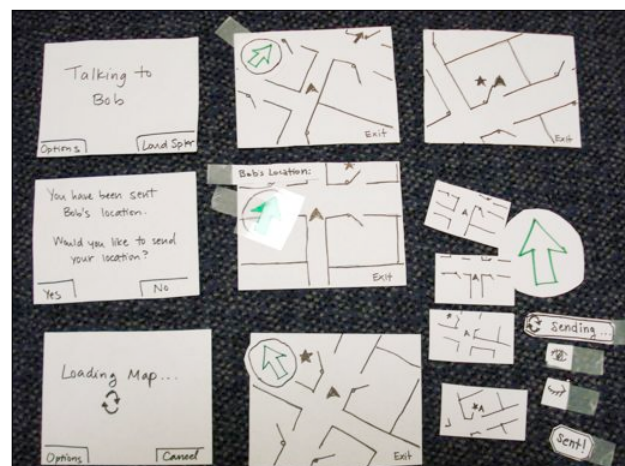 Talking to
Bob
Options
Loud Spkr
Exit
Exit
You have been sent
Bob's location.
Would you like to send
your location?
Yes
No
Bob's Location:
Exit
Loading Map...
Options
Cancel
Exit
Sending...
Sent!